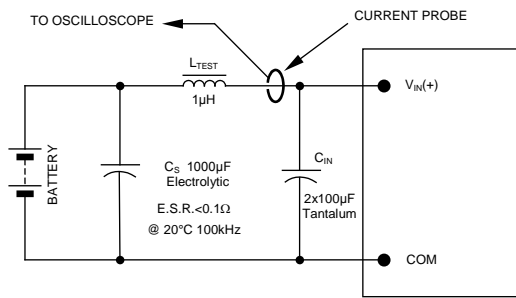 TO OSCILLOSCOPE
CURRENT PROBE
LTEST
1μH
VIN(+)
BATTERY
CS 1000μF
Electrolytic
E.S.R.<0.1Ω
@ 20°C 100kHz
CIN
2x100μF
Tantalum
COM